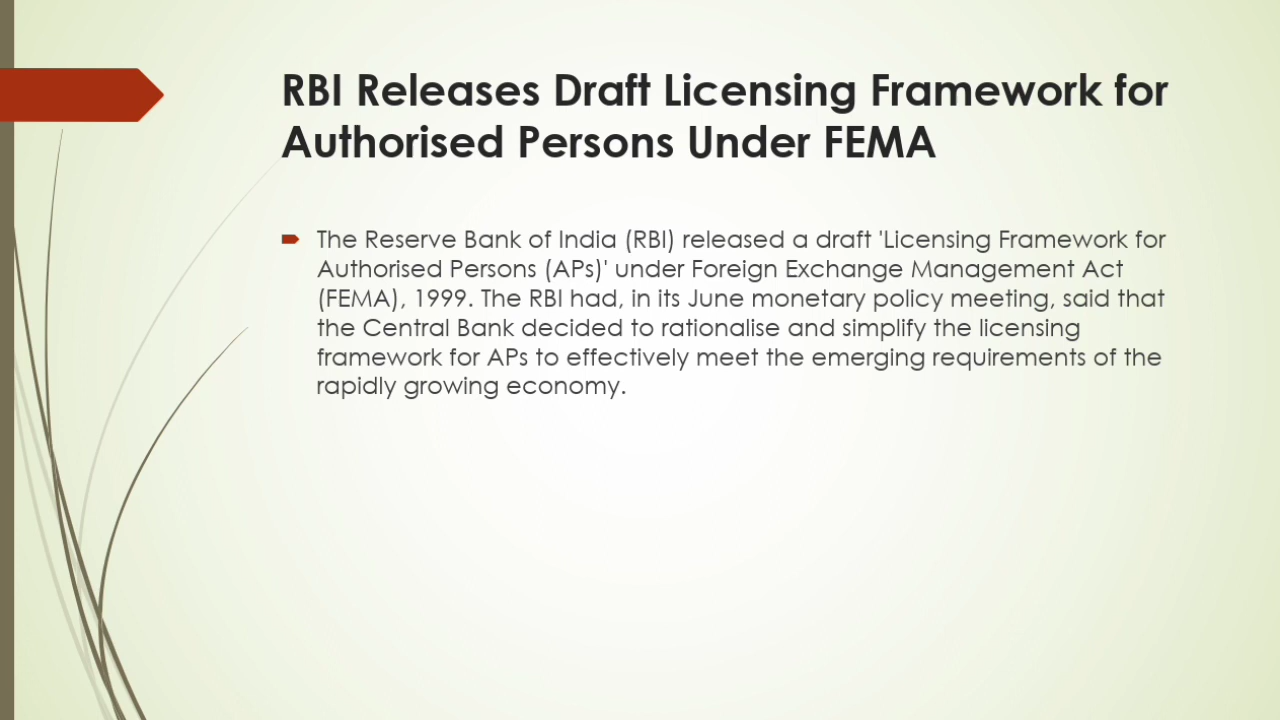 RBI Releases Draft Licensing Framework for
Authorised Persons Under FEMA
The Reserve Bank of India (RBI) released a draft 'Licensing Framework for
Authorised Persons (APs)' under Foreign Exchange Management Act
(FEMA), 1999. The RBI had, in its June monetary policy meeting, said that
the Central Bank decided to rationalise and simplify the licensing
framework for APs to effectively meet the emerging requirements of the
rapidly growing economy.